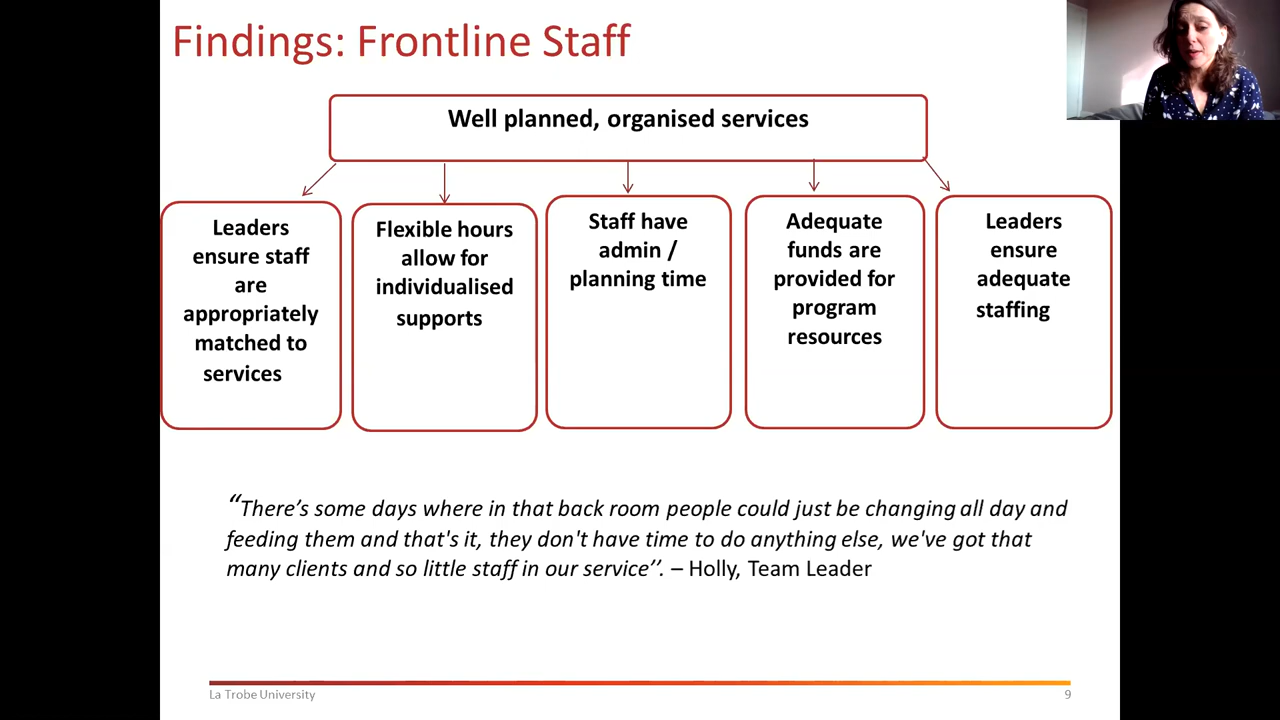 Findings: Frontline Staff
Well planned, organised services
Leaders
ensure staff
are
appropriately
matched to
services
Flexible hours
allow for
individualised
supports
Staff have
admin /
planning time
Adequate
funds are
provided for
program
resources
Leaders
ensure
adequate
staffing
“There’s some days where in that back room people could just be changing all day and
feeding them and that's it, they don't have time to do anything else, we've got that
many clients and so little staff in our service’’. – Holly, Team Leader
La Trobe University
9